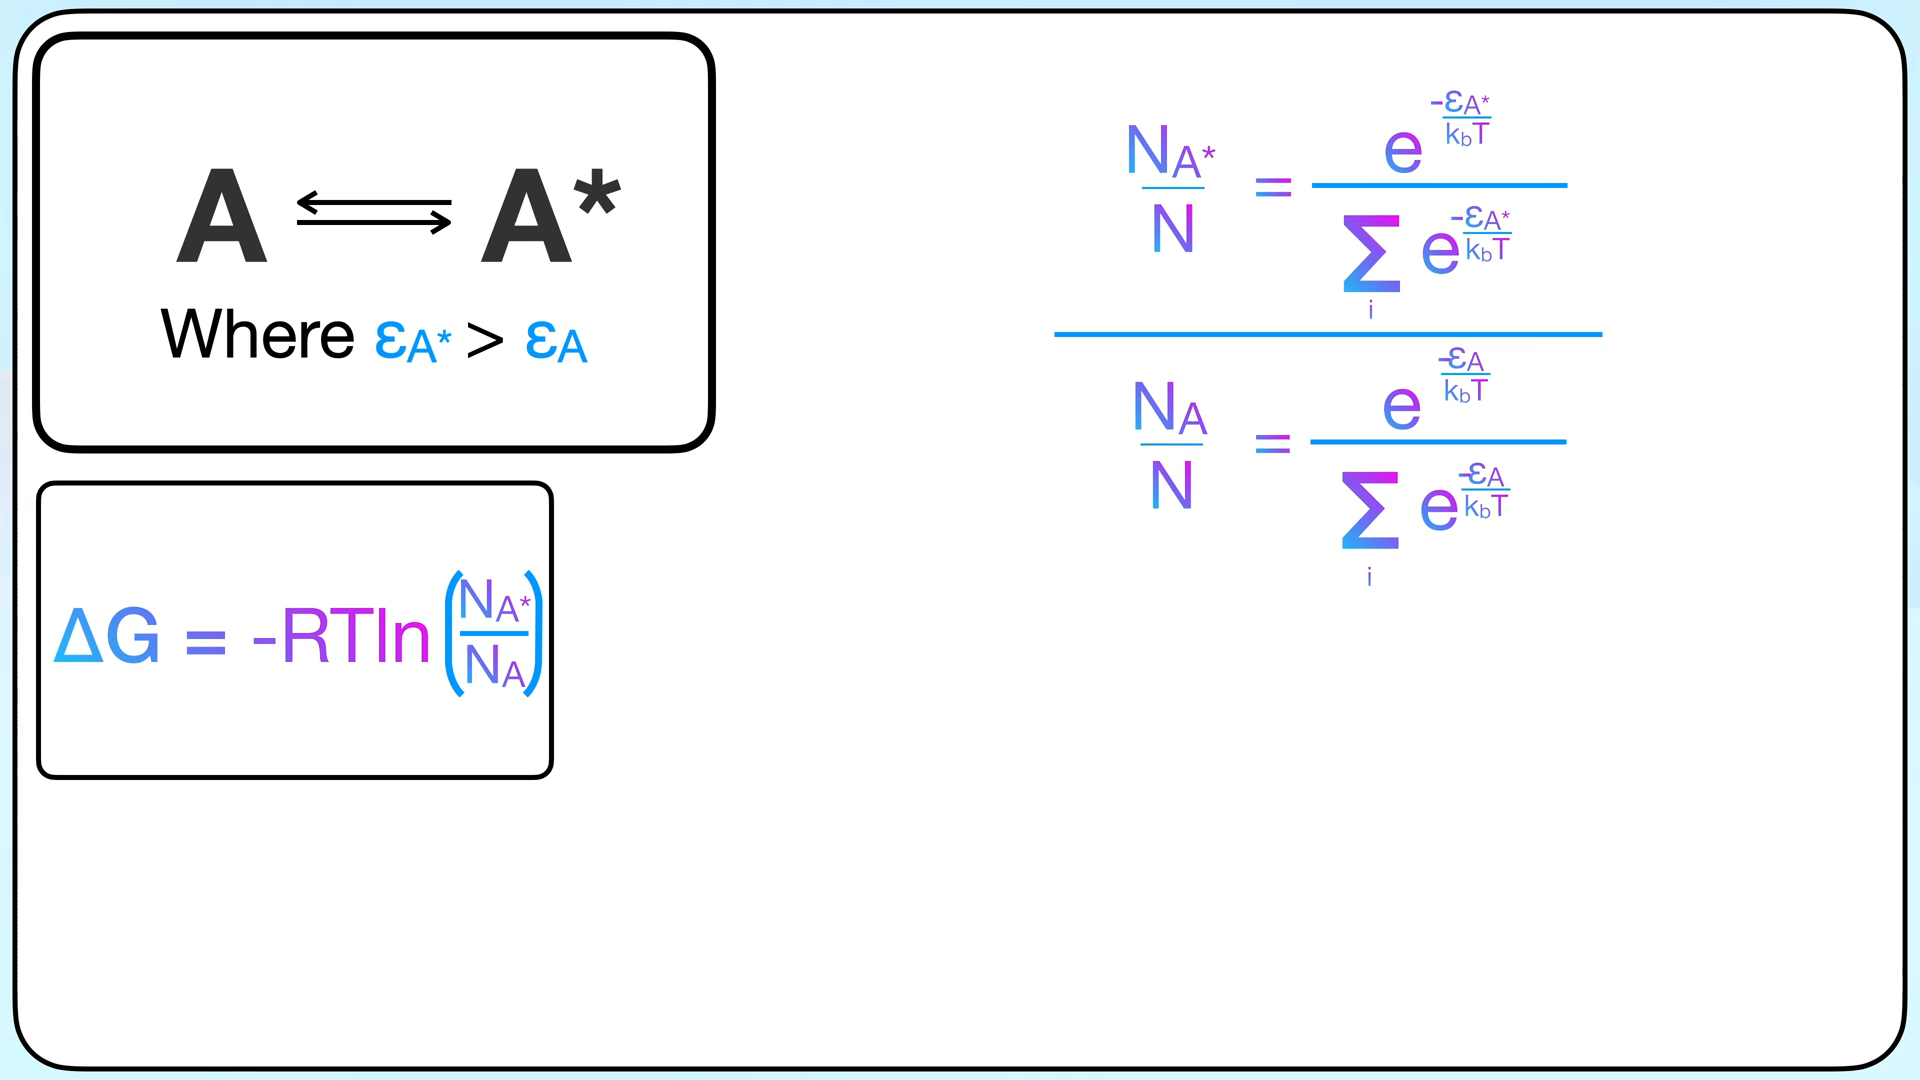 A ⇌ A*
Where εA* > εA
ΔG = -RTln(NA*/NA)
NA*/N = e^(-εA*/kbT) / Σi e^(-εA*/kbT)
NA/N = e^(-εA/kbT) / Σi e^(-εA/kbT)